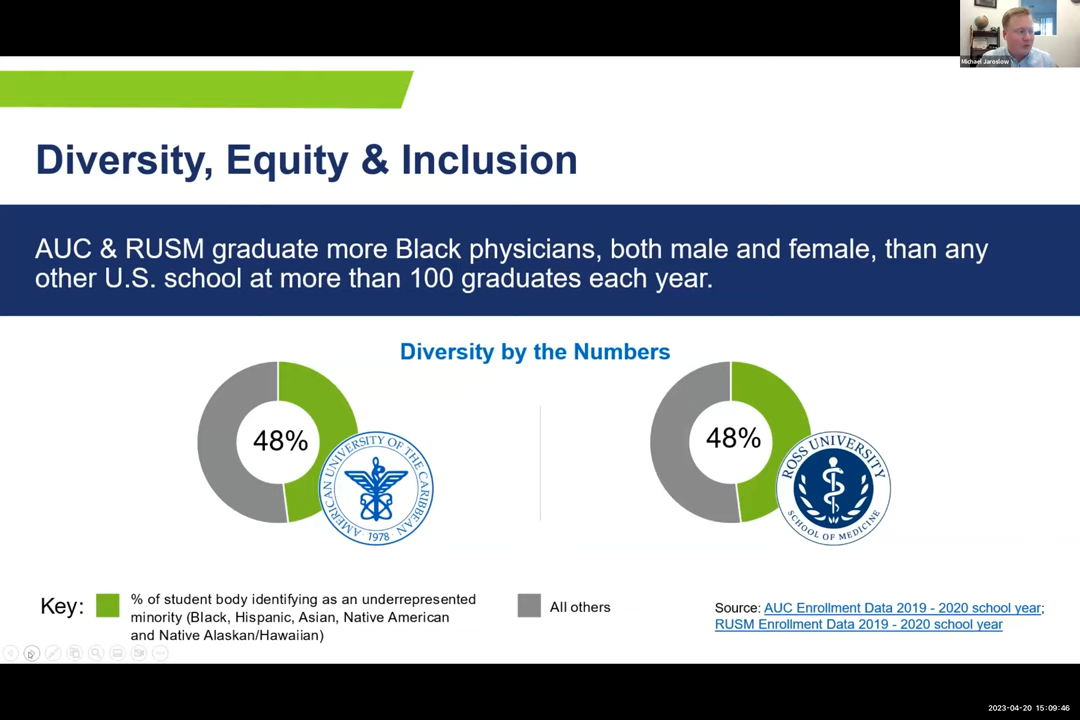 Michael Jaroslow
Diversity, Equity & Inclusion
AUC & RUSM graduate more Black physicians, both male and female, than any
other U.S. school at more than 100 graduates each year.
Diversity by the Numbers
48%
AMERICAN UNIVERSITY OF THE CARIBBEAN
1978
48%
ROSS UNIVERSITY
SCHOOL OF MEDICINE
Key:
% of student body identifying as an underrepresented
minority (Black, Hispanic, Asian, Native American
and Native Alaskan/Hawaiian)
All others
Source: AUC Enrollment Data 2019 - 2020 school year;
RUSM Enrollment Data 2019 - 2020 school year
2023-04-20 15:09:46